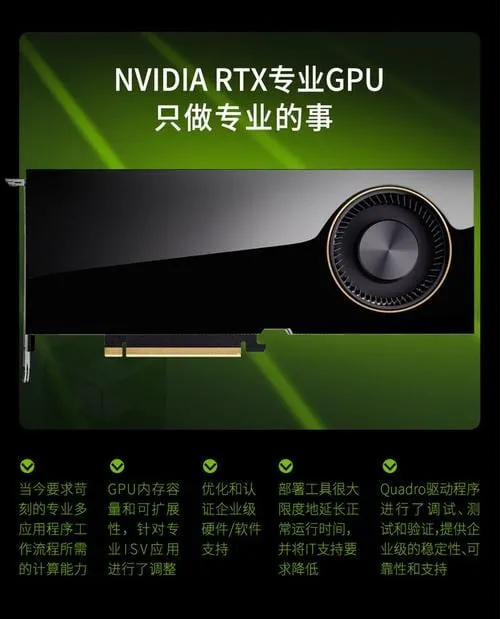 NVIDIA RTX专业GPU
只做专业的事
当今要求苛
刻的专业多
应用程序工
作流程所需
的计算能力
GPU内存容
量和可扩展
性，针对专
业ISV应用
进行了调整
优化和认
证企业级
硬件/软件
支持
部署工具很大
限度地延长正
常运行时间，
并将IT支持要
求降低
Quadro驱动程序
进行了调试、测
试和验证,提供企
业级的稳定性、可
靠性和支持